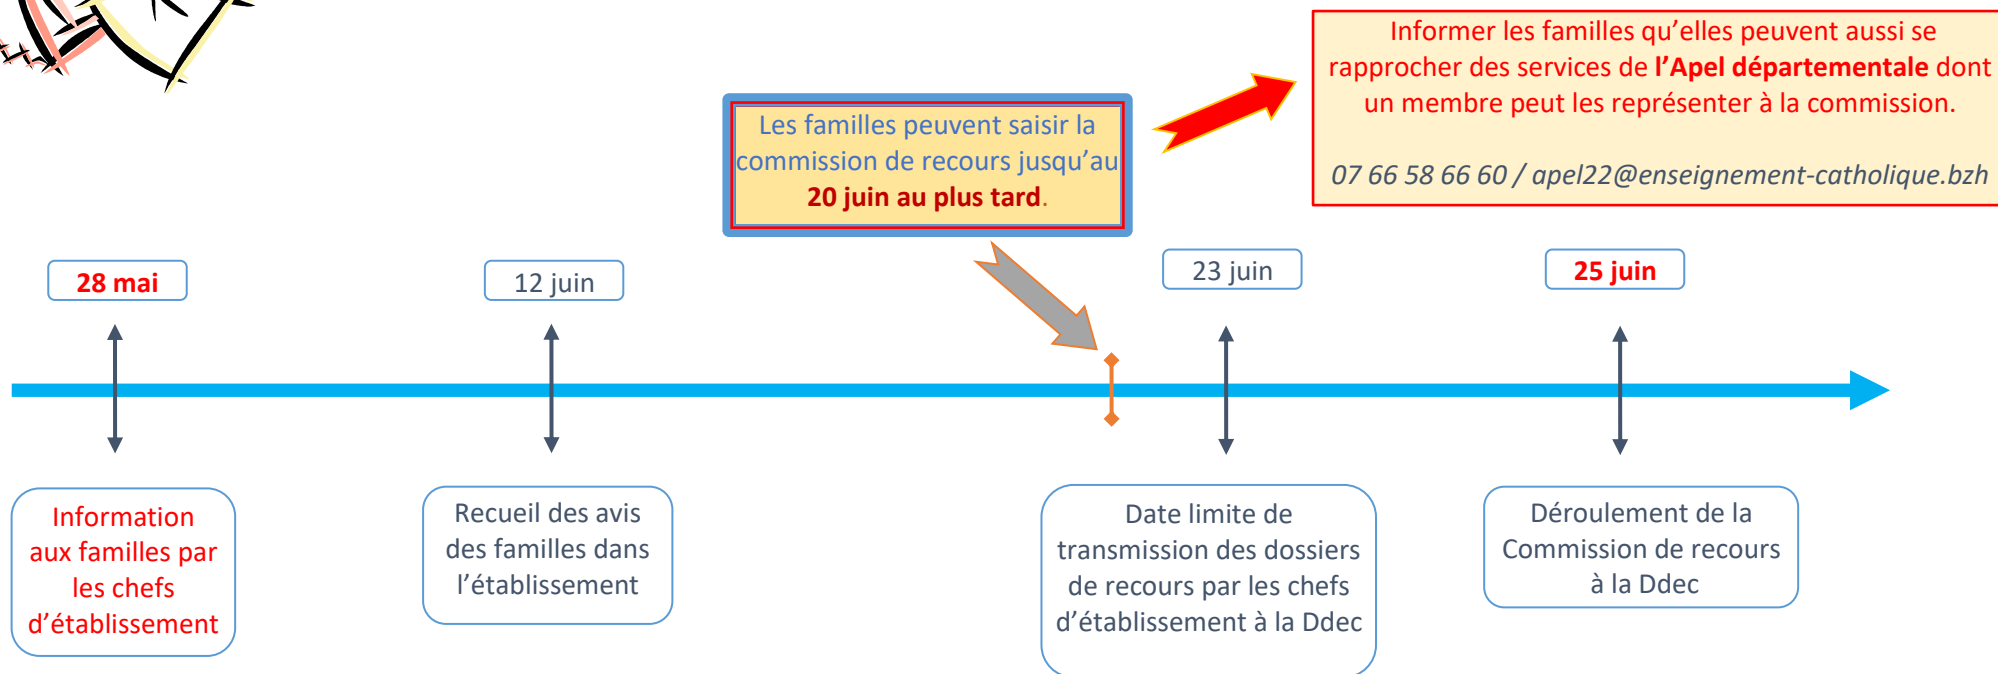 Informer les familles qu'elles peuvent aussi se
rapprocher des services de l'Apel départementale dont
un membre peut les représenter à la commission.
07 66 58 66 60 / apel22@enseignement-catholique.bzh
Les familles peuvent saisir la
commission de recours jusqu'au
20 juin au plus tard.
28 mai
12 juin
23 juin
25 juin
Information
aux familles par
les chefs
d'établissement
Recueil des avis
des familles dans
l'établissement
Date limite de
transmission des dossiers
de recours par les chefs
d'établissement à la Ddec
Déroulement de la
Commission de recours
à la Ddec